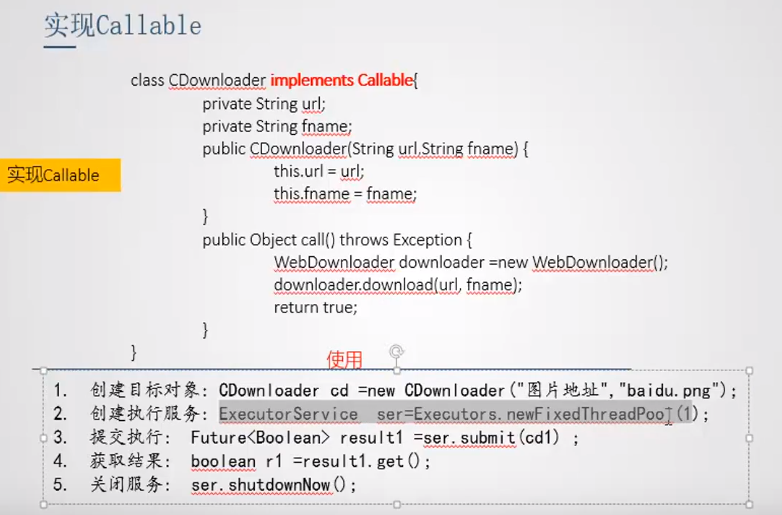 实现Callable
class CDownloader implements Callable{
private String url;
private String fname;
public CDownloader(String url,String fname) {
this.url = url;
this.fname = fname;
}
实现Callable
public Object call() throws Exception {
WebDownloader downloader =new WebDownloader();
downloader.download(url, fname);
return true;
}
}
使用
1. 创建目标对象: CDownloader cd =new CDownloader("图片地址","baidu.png");
2. 创建执行服务: ExecutorService ser=Executors.newFixedThreadPool(1);
3. 提交执行: Future<Boolean> result1 =ser.submit(cd1) ;
4. 获取结果: boolean r1 =result1.get();
5. 关闭服务: ser.shutdownNow();